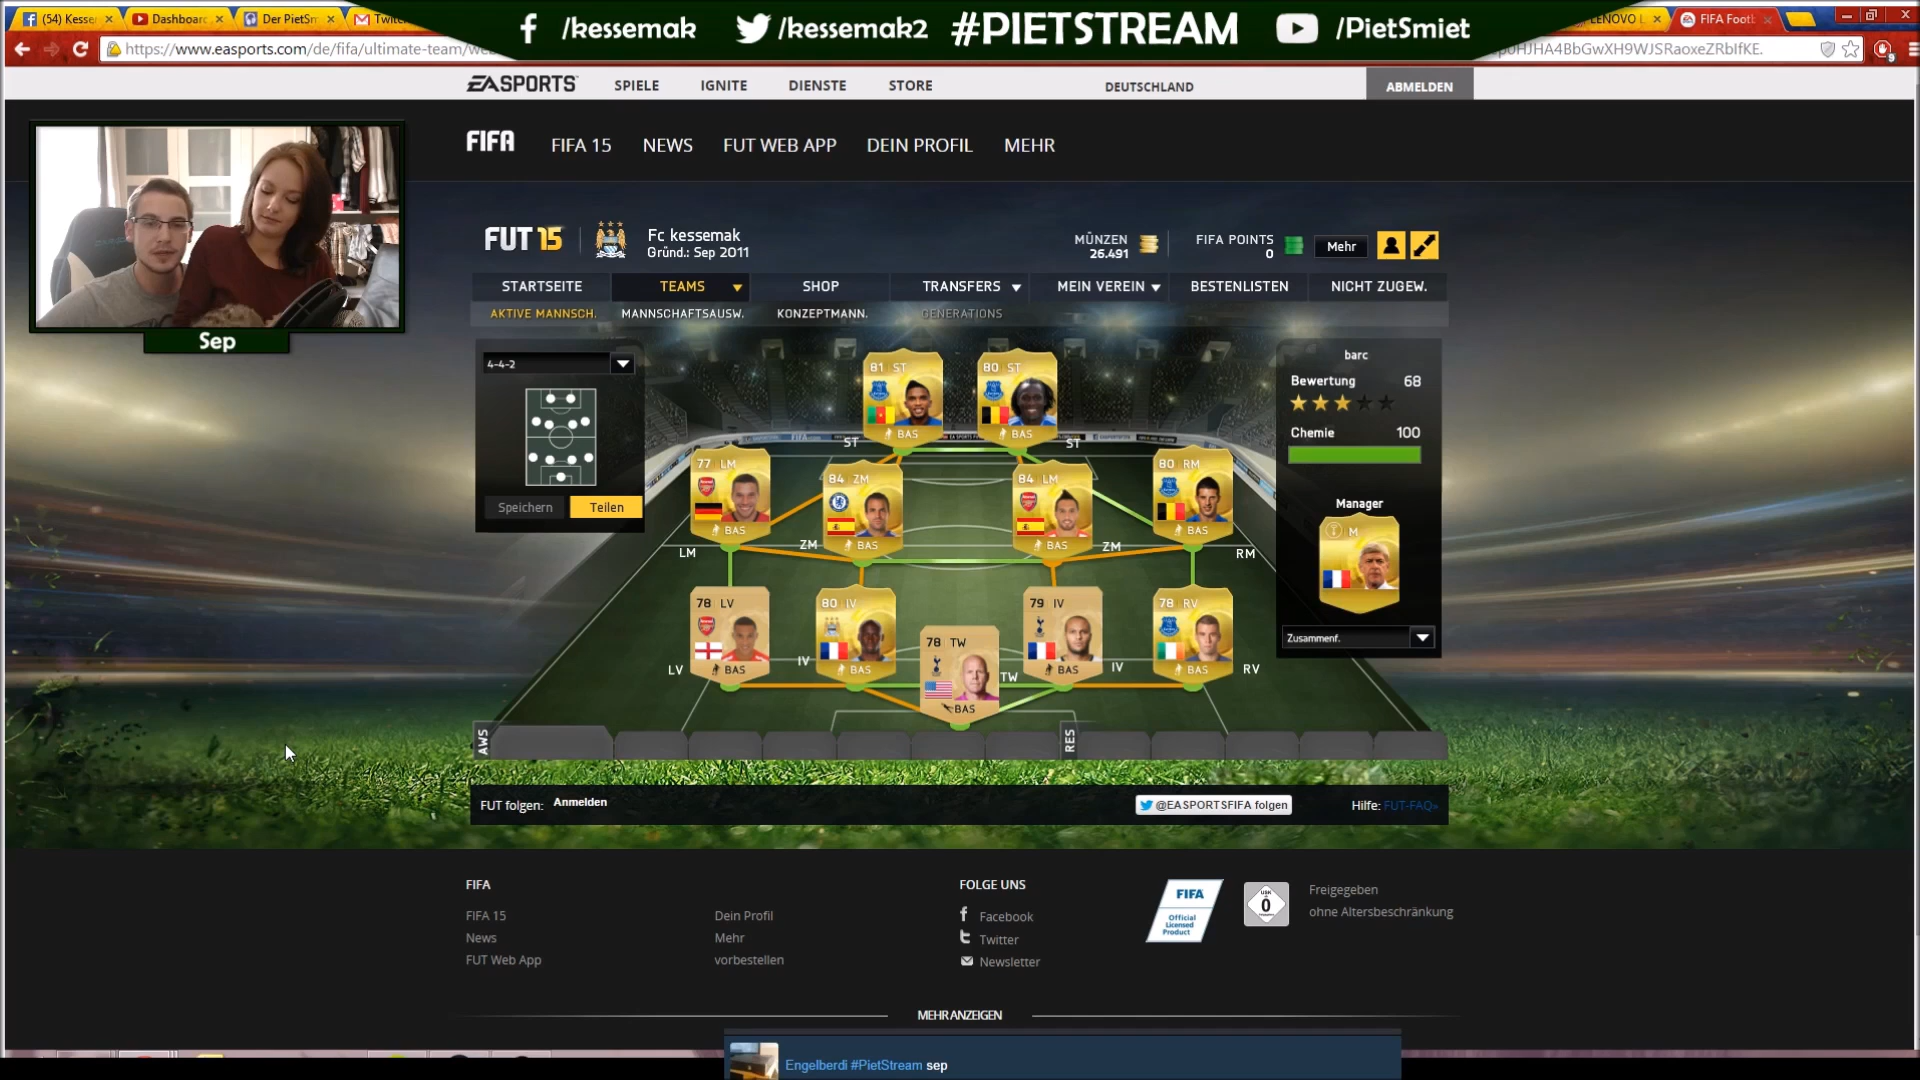 (54) Kesse
Dashboard
Der PietSm
Twitc
LENOVO L
FIFA Footb
/kessemak
/kessemak2
#PIETSTREAM
/PietSmiet
https://www.easports.com/de/fifa/ultimate-team/we
EA SPORTS
SPIELE
IGNITE
DIENSTE
STORE
DEUTSCHLAND
ABMELDEN
FIFA
FIFA 15
NEWS
FUT WEB APP
DEIN PROFIL
MEHR
Sep
FUT 15
Fc kessemak
Gründ.: Sep 2011
MÜNZEN
26.491
FIFA POINTS
0
Mehr
STARTSEITE
TEAMS
SHOP
TRANSFERS
MEIN VEREIN
BESTENLISTEN
NICHT ZUGEW.
AKTIVE MANNSCH.
MANNSCHAFTSAUSW.
KONZEPTMANN.
GENERATIONS
4-4-2
Speichern
Teilen
81 ST
BAS
ST
80 ST
BAS
ST
77 LM
BAS
LM
84 ZM
BAS
ZM
84 LM
BAS
ZM
80 RM
BAS
RM
78 LV
BAS
LV
80 IV
BAS
IV
78 TW
BAS
TW
79 IV
BAS
IV
78 RV
BAS
RV
barc
Bewertung 68
Chemie 100
Manager
M
Zusammenf.
AWS
RES
FUT folgen:
Anmelden
@EASPORTSFIFA folgen
Hilfe: FUT-FAQ»
FIFA
FIFA 15
News
FUT Web App
Dein Profil
Mehr
vorbestellen
FOLGE UNS
Facebook
Twitter
Newsletter
FIFA
Official
Licensed
Product
USK
0
Freigegeben
ohne Altersbeschränkung
MEHR ANZEIGEN
Engelberdi #PietStream sep